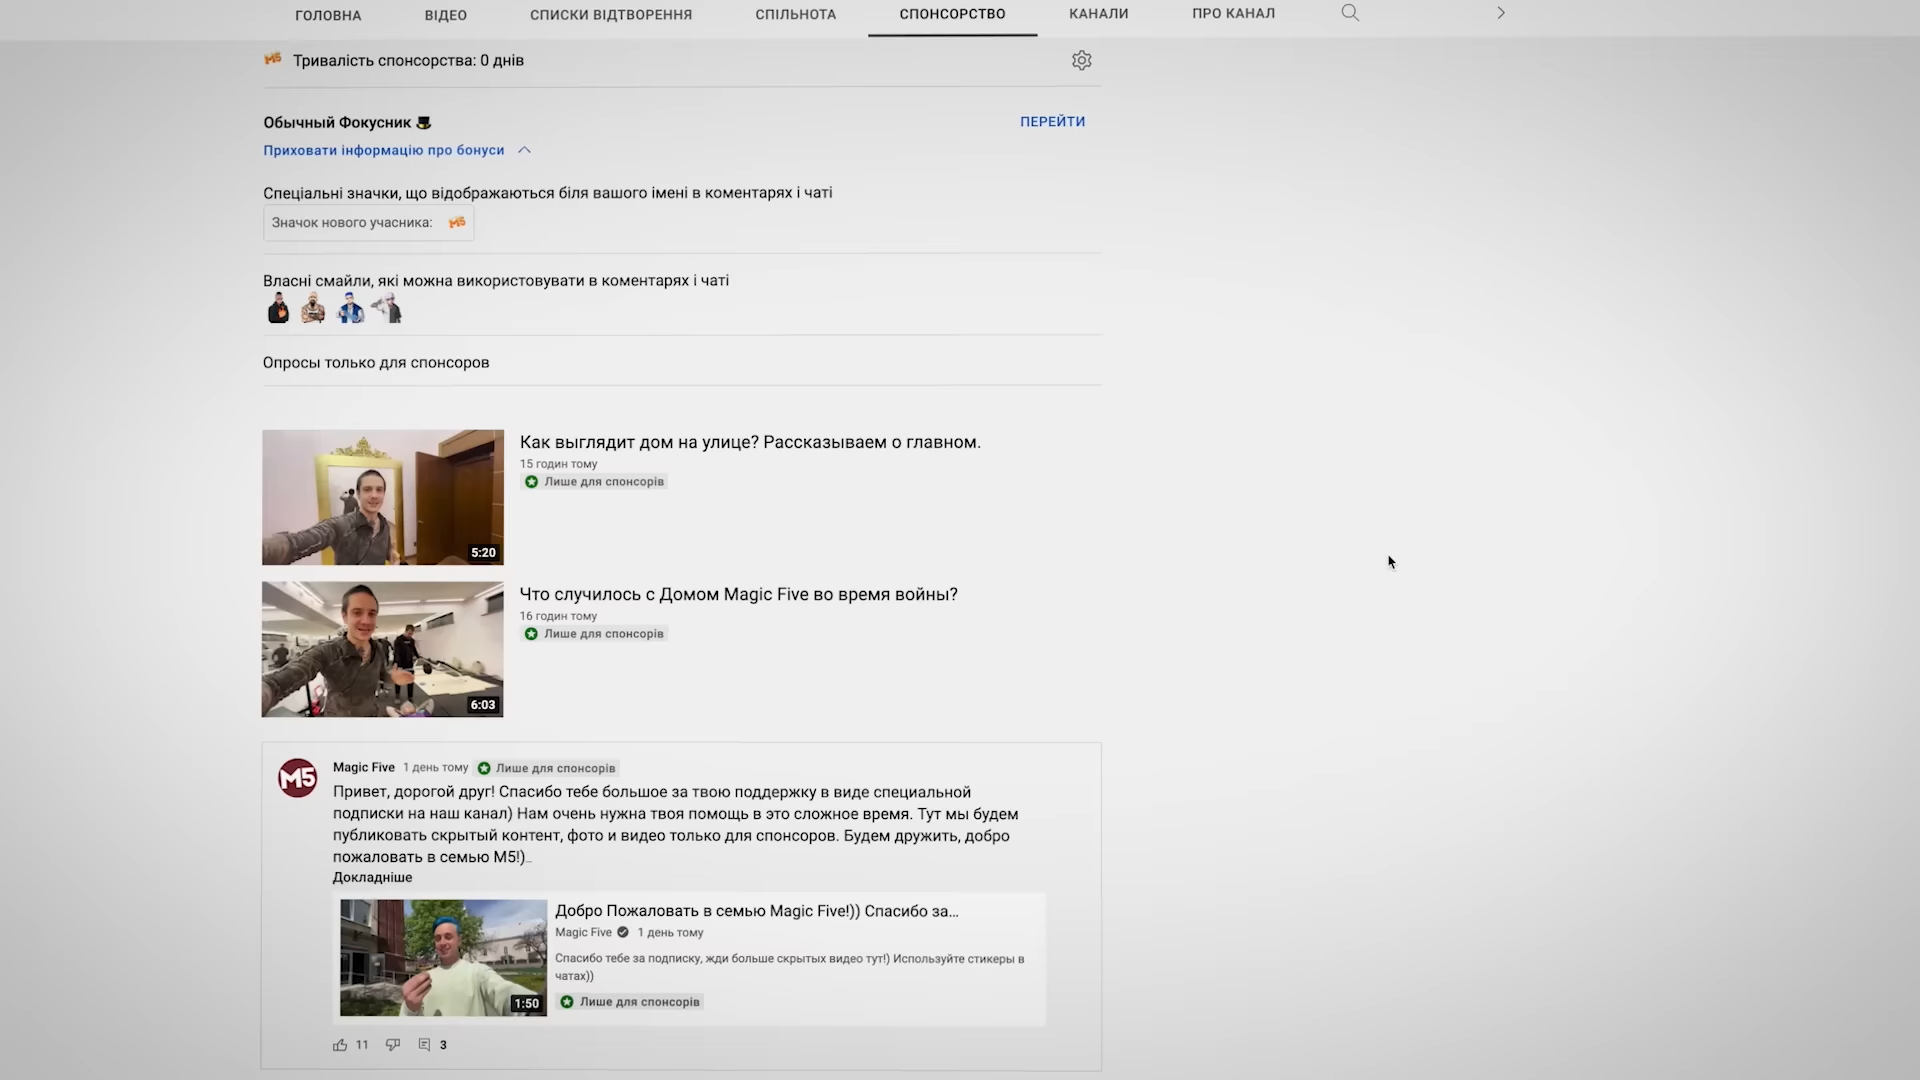 ГОЛОВНА ВІДЕО СПИСКИ ВІДТВОРЕННЯ СПІЛЬНОТА СПОНСОРСТВО КАНАЛИ ПРО КАНАЛ
M5 Тривалість спонсорства: 0 днів
Обычный Фокусник ПЕРЕЙТИ
Приховати інформацію про бонуси
Спеціальні значки, що відображаються біля вашого імені в коментарях і чаті
Значок нового учасника: M5
Власні смайли, які можна використовувати в коментарях і чаті
Опросы только для спонсоров
Как выглядит дом на улице? Рассказываем о главном.
15 годин тому
Лише для спонсорів
5:20
Что случилось с Домом Magic Five во время войны?
16 годин тому
Лише для спонсорів
6:03
M5
Magic Five 1 день тому Лише для спонсорів
Привет, дорогой друг! Спасибо тебе большое за твою поддержку в виде специальной
подписки на наш канал) Нам очень нужна твоя помощь в это сложное время. Тут мы будем
публиковать скрытый контент, фото и видео только для спонсоров. Будем дружить, добро
пожаловать в семью М5!)
Докладніше
Добро Пожаловать в семью Magic Five!)) Спасибо за...
Magic Five 1 день тому
Спасибо тебе за подписку, жди больше скрытых видео тут!) Используйте стикеры в
чатах))
Лише для спонсорів
1:50
11 3